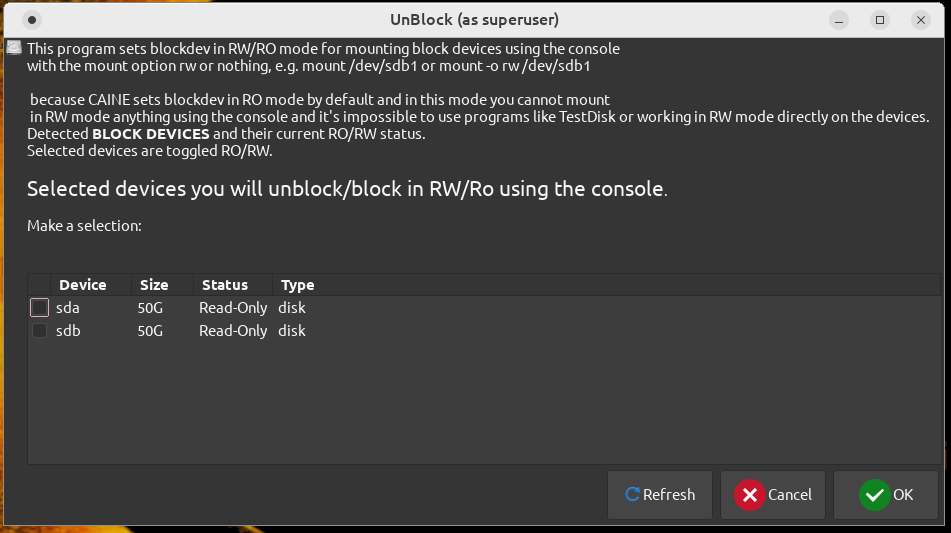 UnBlock (as superuser)
This program sets blockdev in RW/RO mode for mounting block devices using the console
with the mount option rw or nothing, e.g. mount /dev/sdb1 or mount -o rw /dev/sdb1
because CAINE sets blockdev in RO mode by default and in this mode you cannot mount
in RW mode anything using the console and it's impossible to use programs like TestDisk or working in RW mode directly on the devices.
Detected BLOCK DEVICES and their current RO/RW status.
Selected devices are toggled RO/RW.
Selected devices you will unblock/block in RW/Ro using the console.
Make a selection:
Device Size Status Type
sda 50G Read-Only disk
sdb 50G Read-Only disk
Refresh Cancel OK